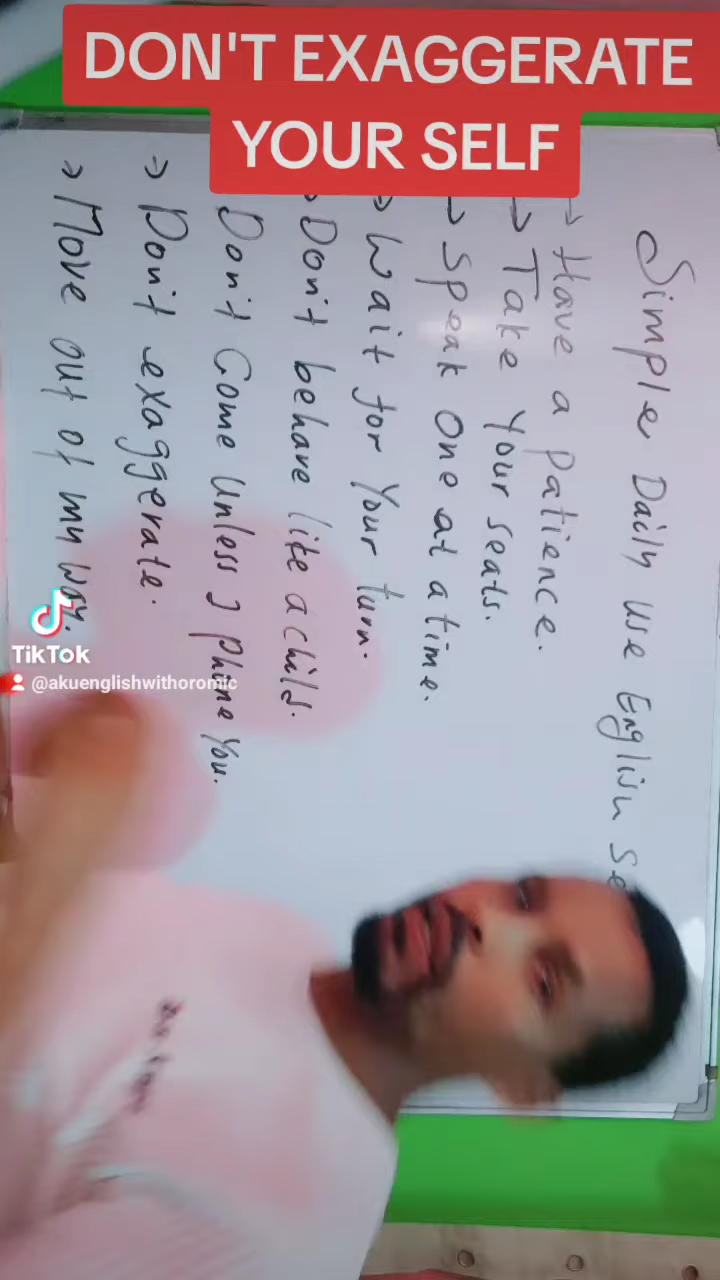 DON'T EXAGGERATE
YOUR SELF
Simple Daily Use English Se
→ Have a patience.
→ Take Your seats.
→ Speak One at a time.
→ Wait for Your turn.
→ Don't behave like a child.
Don't Come Unless I Phone You.
→ Don't exaggerate.
→ Move out of my way.
TikTok
@akuenglishwithoromic